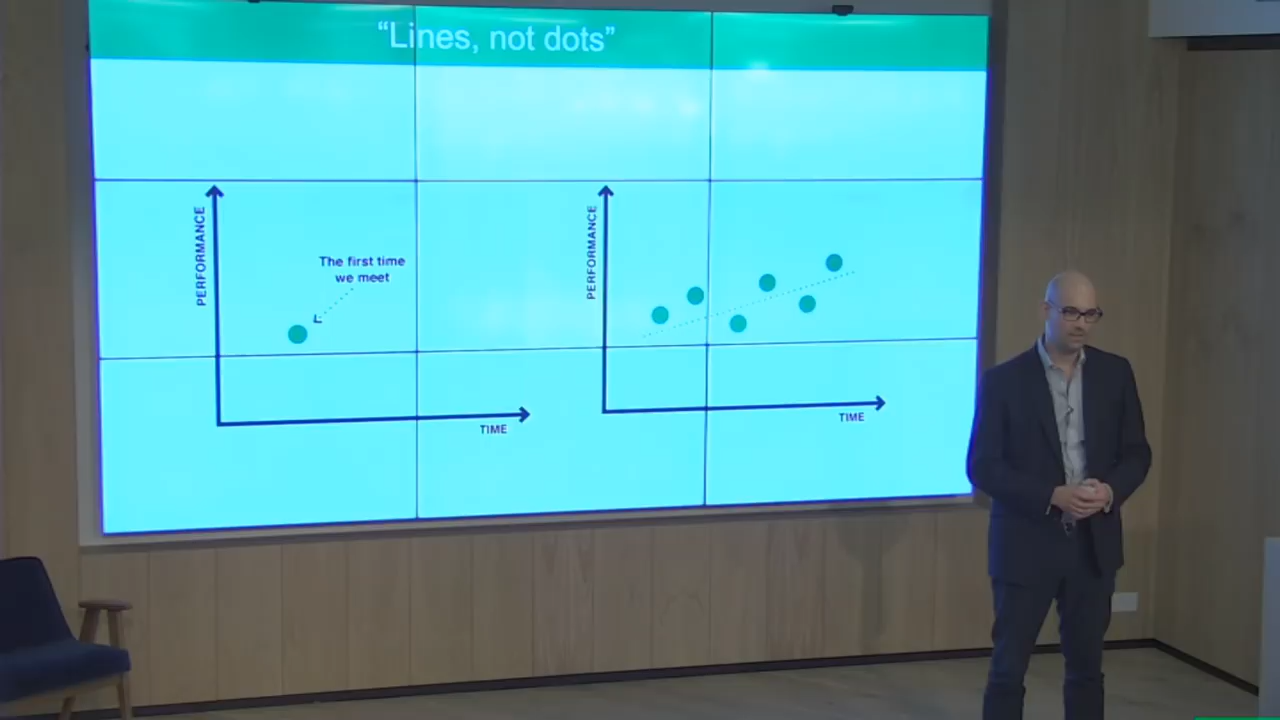 “Lines, not dots”
PERFORMANCE
The first time
we meet
TIME
PERFORMANCE
TIME